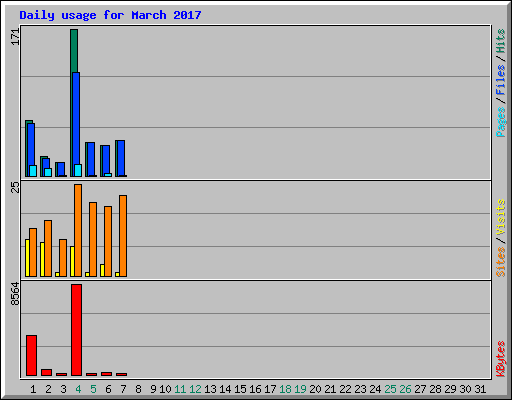 Daily usage for March 2017
171
Pages / Files / Hits
25
Sites / Visits
8564
KBytes
1 2 3 4 5 6 7 8 9 10 11 12 13 14 15 16 17 18 19 20 21 22 23 24 25 26 27 28 29 30 31